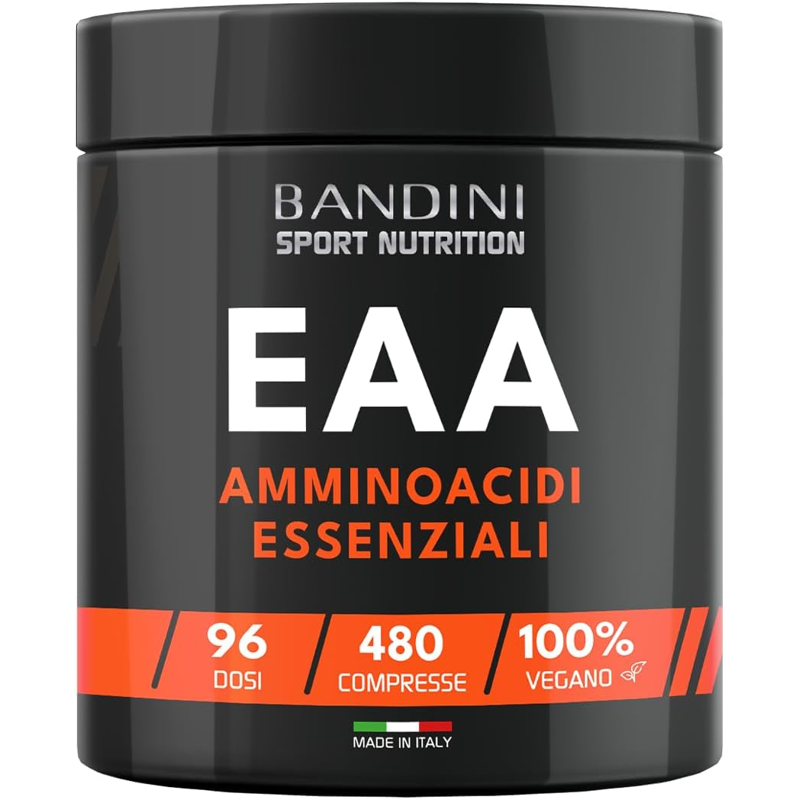 BANDINI
SPORT NUTRITION
EAA
AMMINOACIDI
ESSENZIALI
96
DOSI
480
COMPRESSE
100%
VEGANO
MADE IN ITALY